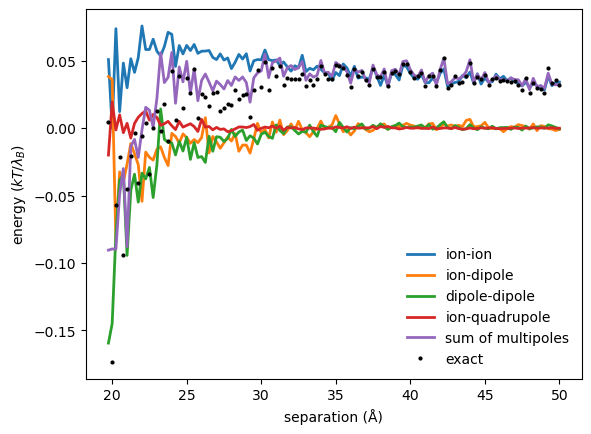 0.05
0.00
−0.05
−0.10
−0.15
energy (kT/λB)
20
25
30
35
40
45
50
separation (Å)
ion-ion
ion-dipole
dipole-dipole
ion-quadrupole
sum of multipoles
exact